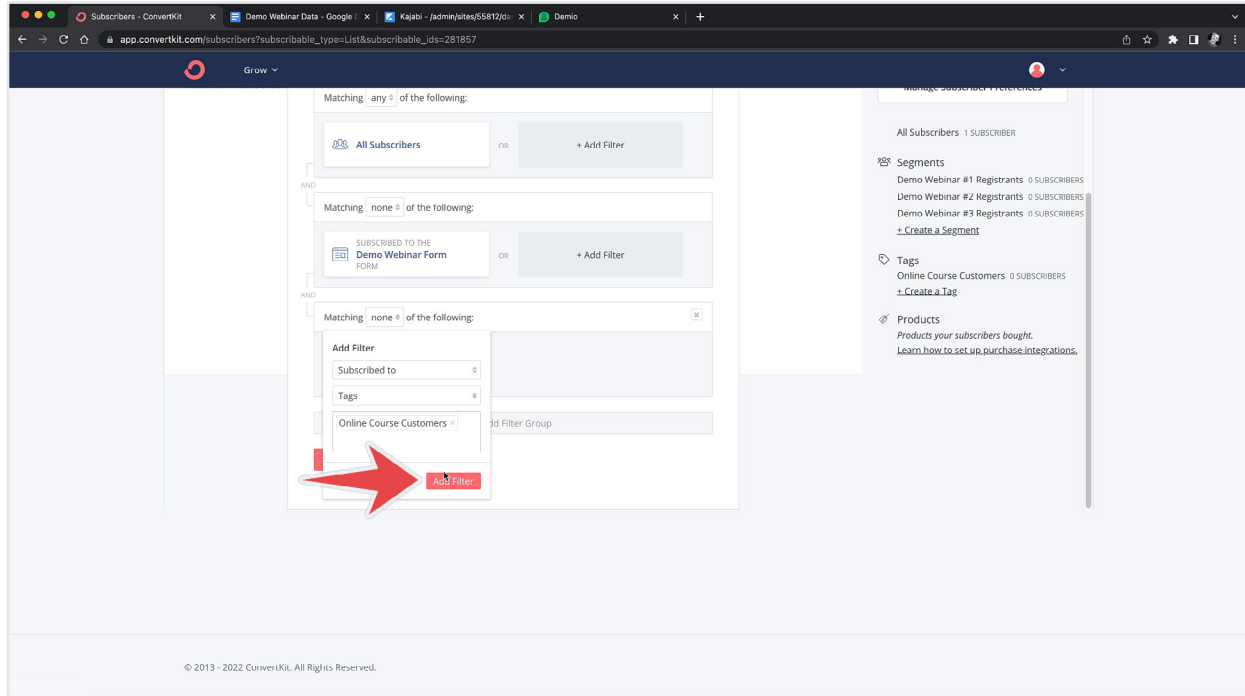 Subscribers - ConvertKit
Demo Webinar Data - Google D
Kajabi - /admin/sites/55812/da
Demio
app.convertkit.com/subscribers?subscribable_type=List&subscribable_ids=281857
Grow
Matching any of the following:
Manage Subscriber Preferences
All Subscribers
OR
+ Add Filter
All Subscribers 1 SUBSCRIBER
Segments
Demo Webinar #1 Registrants 0 SUBSCRIBERS
AND
Demo Webinar #2 Registrants 0 SUBSCRIBERS
Matching none of the following:
Demo Webinar #3 Registrants 0 SUBSCRIBERS
+ Create a Segment
SUBSCRIBED TO THE
Demo Webinar Form
FORM
OR
+ Add Filter
Tags
Online Course Customers 0 SUBSCRIBERS
+ Create a Tag
AND
Matching none of the following:
Products
Products your subscribers bought.
Learn how to set up purchase integrations.
Add Filter
Subscribed to
Tags
Online Course Customers
dd Filter Group
Add Filter
© 2013 - 2022 ConvertKit. All Rights Reserved.